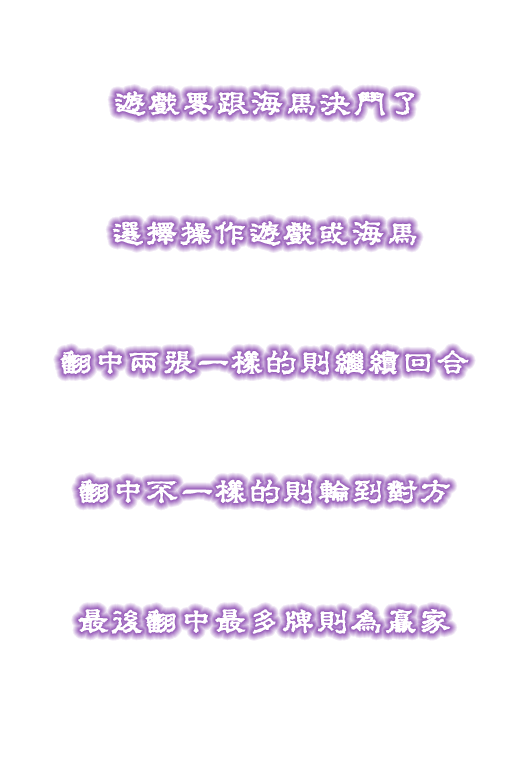 遊戲要跟海馬決鬥了
選擇操作遊戲或海馬
翻中兩張一樣的則繼續回合
翻中不一樣的則輪到對方
最後翻中最多牌則為贏家